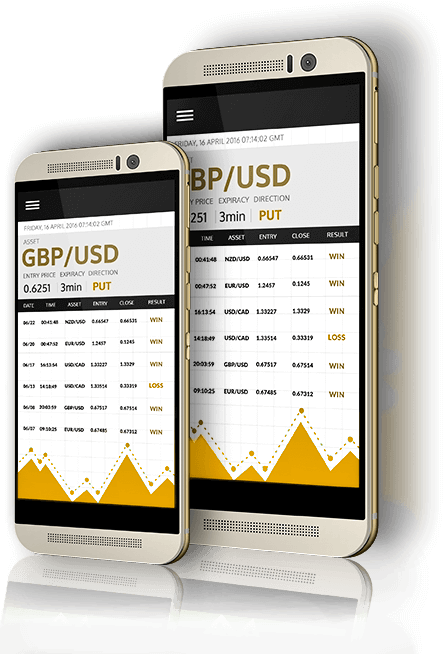 FRIDAY, 16 APRIL 2016 07:14:02 GMT
ASSET
GBP/USD
ENTRY PRICE EXPIRACY DIRECTION
0.6251 3min PUT
DATE TIME ASSET ENTRY CLOSE RESULT
06/22 00:41:48 NZD/USD 0.66547 0.66531 WIN
06/20 00:47:52 EUR/USD 1.2457 0.1245 WIN
06/17 16:13:54 USD/CAD 1.33227 1.3329 WIN
06/13 14:18:49 USD/CAD 1.33514 0.33319 LOSS
06/08 20:03:59 GBP/USD 0.67517 0.67514 WIN
06/07 09:10:25 EUR/USD 0.67485 0.67312 WIN
FRIDAY, 16 APRIL 2016 07:14:02 GMT
BP/USD
RY PRICE EXPIRACY DIRECTION
251 3min PUT
TIME ASSET ENTRY CLOSE RESULT
00:41:48 NZD/USD 0.66547 0.66531 WIN
00:47:52 EUR/USD 1.2457 0.1245 WIN
16:13:54 USD/CAD 1.33227 1.3329 WIN
14:18:49 USD/CAD 1.33514 0.33319 LOSS
20:03:59 GBP/USD 0.67517 0.67514 WIN
09:10:25 EUR/USD 0.67485 0.67312 WIN